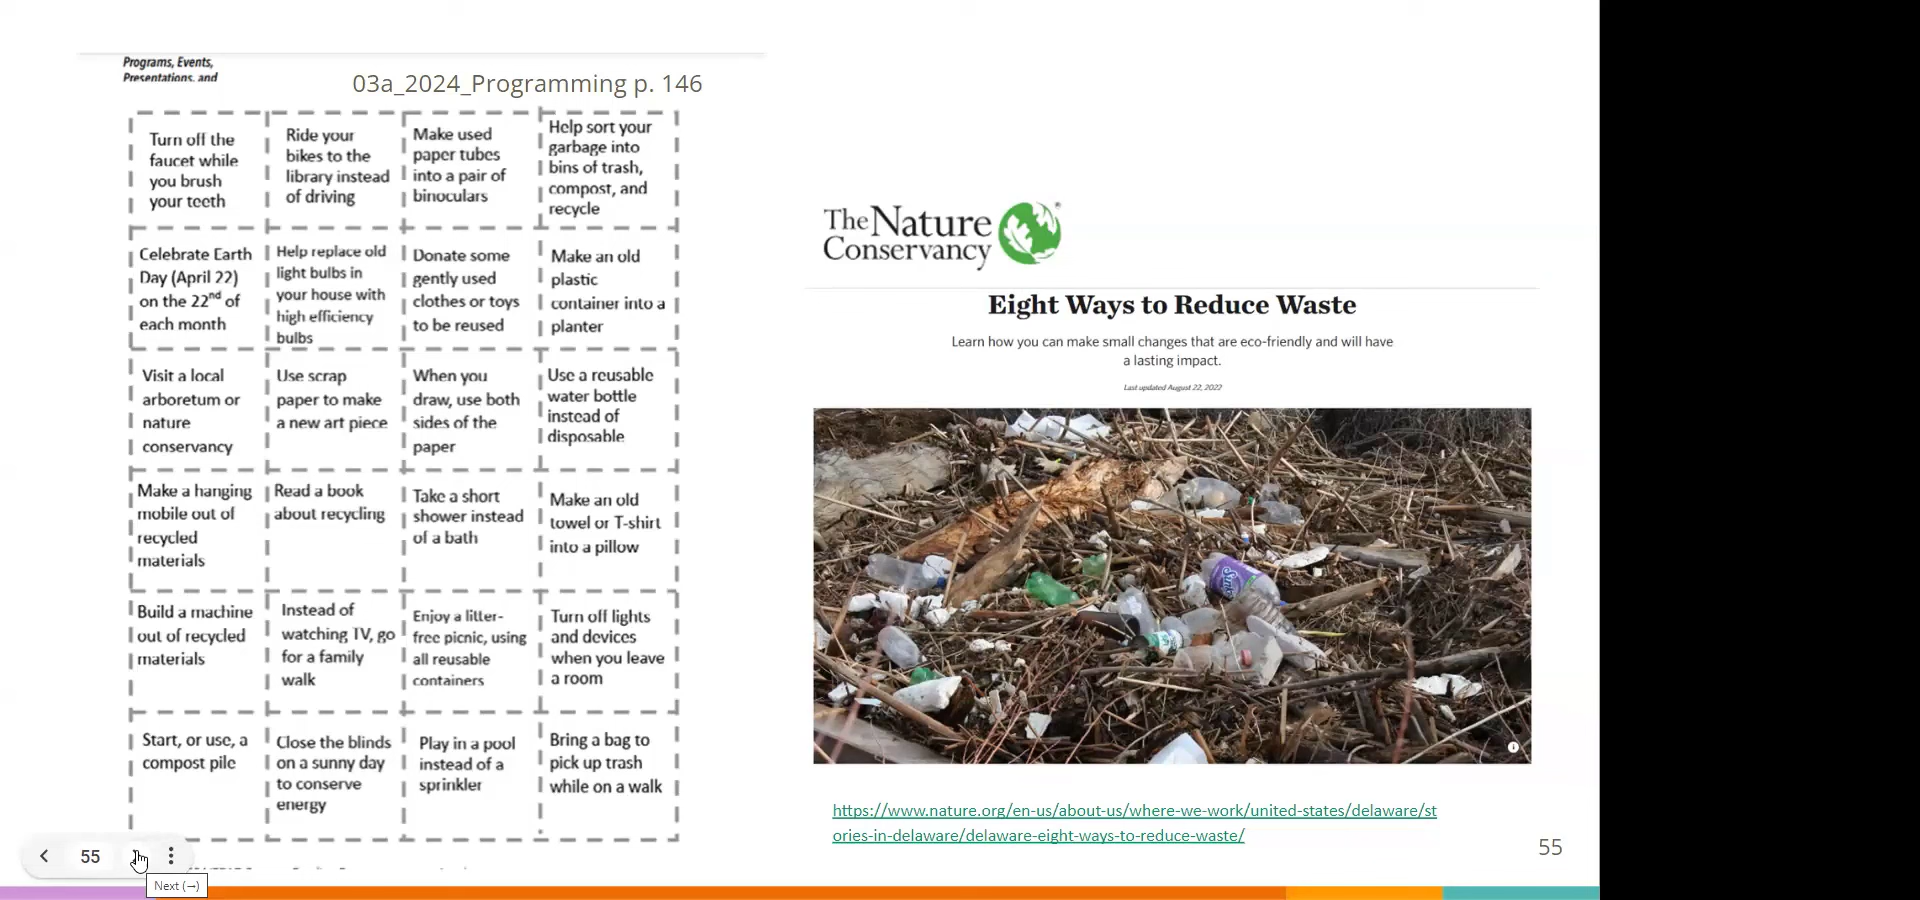 Programs, Events,
Presentations, and
03a_2024_Programming p. 146
Turn off the
faucet while
you brush
your teeth
Ride your
bikes to the
library instead
of driving
Make used
paper tubes
into a pair of
binoculars
Help sort your
garbage into
bins of trash,
compost, and
recycle
Celebrate Earth
Day (April 22)
on the 22nd of
each month
Help replace old
light bulbs in
your house with
high efficiency
bulbs
Donate some
gently used
clothes or toys
to be reused
Make an old
plastic
container into a
planter
Visit a local
arboretum or
nature
conservancy
Use scrap
paper to make
a new art piece
When you
draw, use both
sides of the
paper
Use a reusable
water bottle
instead of
disposable
Make a hanging
mobile out of
recycled
materials
Read a book
about recycling
Take a short
shower instead
of a bath
Make an old
towel or T-shirt
into a pillow
Build a machine
out of recycled
materials
Instead of
watching TV, go
for a family
walk
Enjoy a litter-
free picnic, using
all reusable
containers
Turn off lights
and devices
when you leave
a room
Start, or use, a
compost pile
Close the blinds
on a sunny day
to conserve
energy
Play in a pool
instead of a
sprinkler
Bring a bag to
pick up trash
while on a walk
The Nature
Conservancy
Eight Ways to Reduce Waste
Learn how you can make small changes that are eco-friendly and will have
a lasting impact.
Last updated August 22, 2022
https://www.nature.org/en-us/about-us/where-we-work/united-states/delaware/st
ories-in-delaware/delaware-eight-ways-to-reduce-waste/
55
55
Next (→)